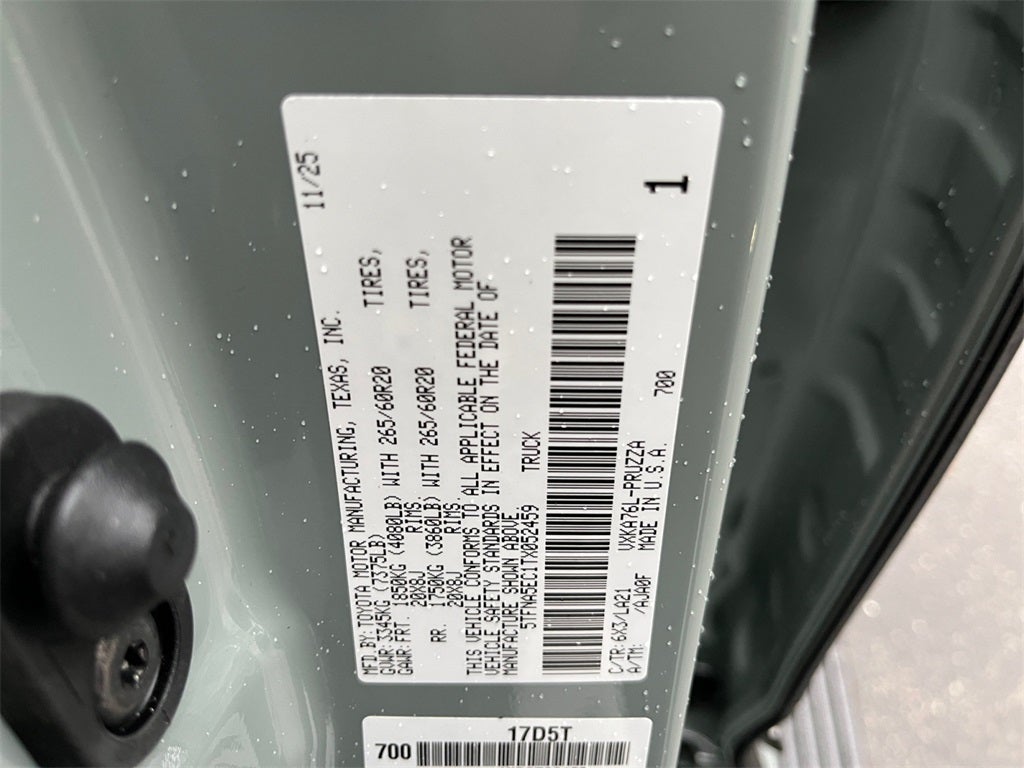 11/25
MFD.BY:TOYOTA MOTOR MANUFACTURING, TEXAS, INC.
GVWR:3345KG (7375LB)
GAWR:FRT. 1850KG (4080LB) WITH 265/60R20 TIRES,
20X8J RIMS.
RR. 1750KG (3860LB) WITH 265/60R20 TIRES,
20X8J RIMS.
THIS VEHICLE CONFORMS TO ALL APPLICABLE FEDERAL MOTOR
VEHICLE SAFETY STANDARDS IN EFFECT ON THE DATE OF
MANUFACTURE SHOWN ABOVE.
5TFNA5EC1TX052459 TRUCK
1
C/TR:6X3/LA21 VXKA76L-PRUZZA 700
A/TM: /AJA0F MADE IN U.S.A.
17D5T
700